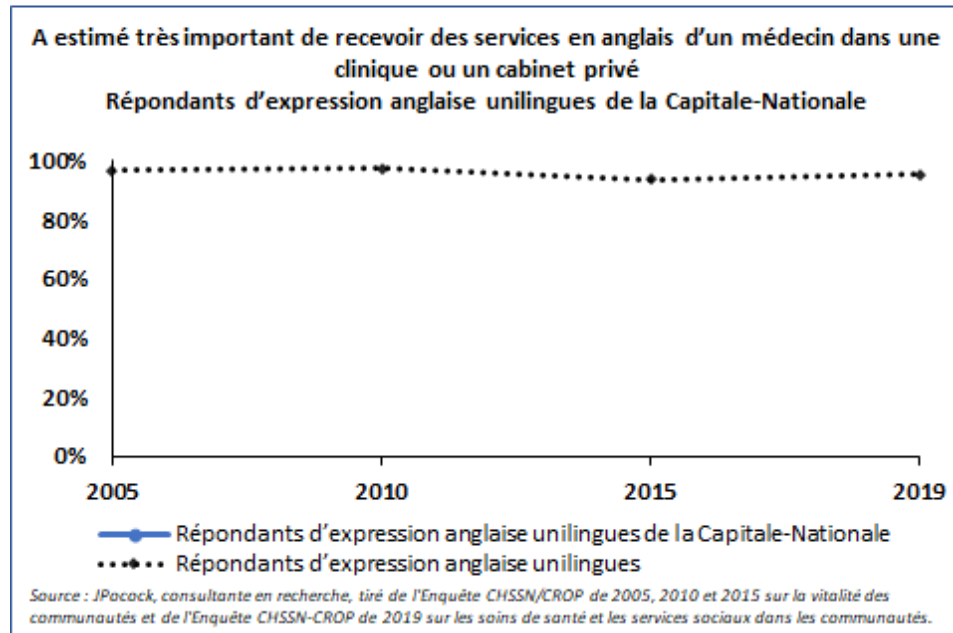 A estimé très important de recevoir des services en anglais d’un médecin dans une
clinique ou un cabinet privé
Répondants d’expression anglaise unilingues de la Capitale-Nationale
100%
80%
60%
40%
20%
0%
2005 2010 2015 2019
Répondants d’expression anglaise unilingues de la Capitale-Nationale
Répondants d’expression anglaise unilingues
Source : JPocock, consultante en recherche, tiré de l'Enquête CHSSN/CROP de 2005, 2010 et 2015 sur la vitalité des
communautés et de l'Enquête CHSSN-CROP de 2019 sur les soins de santé et les services sociaux dans les communautés.